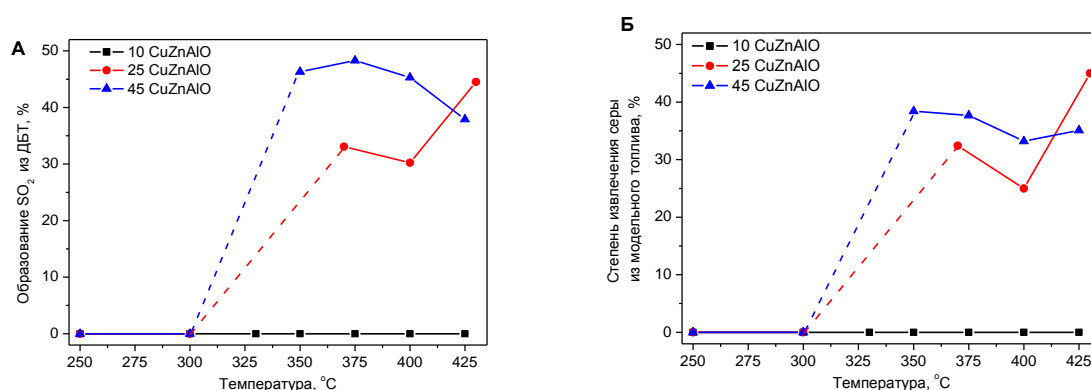 А
Образование SO2 из ДБТ, %
50
40
30
20
10
0
10 CuZnAlO
25 CuZnAlO
45 CuZnAlO
250
275
300
325
350
375
400
425
Температура, °C
Б
Степень извлечения серы
из модельного топлива, %
50
40
30
20
10
0
10 CuZnAlO
25 CuZnAlO
45 CuZnAlO
250
275
300
325
350
375
400
425
Температура, °C